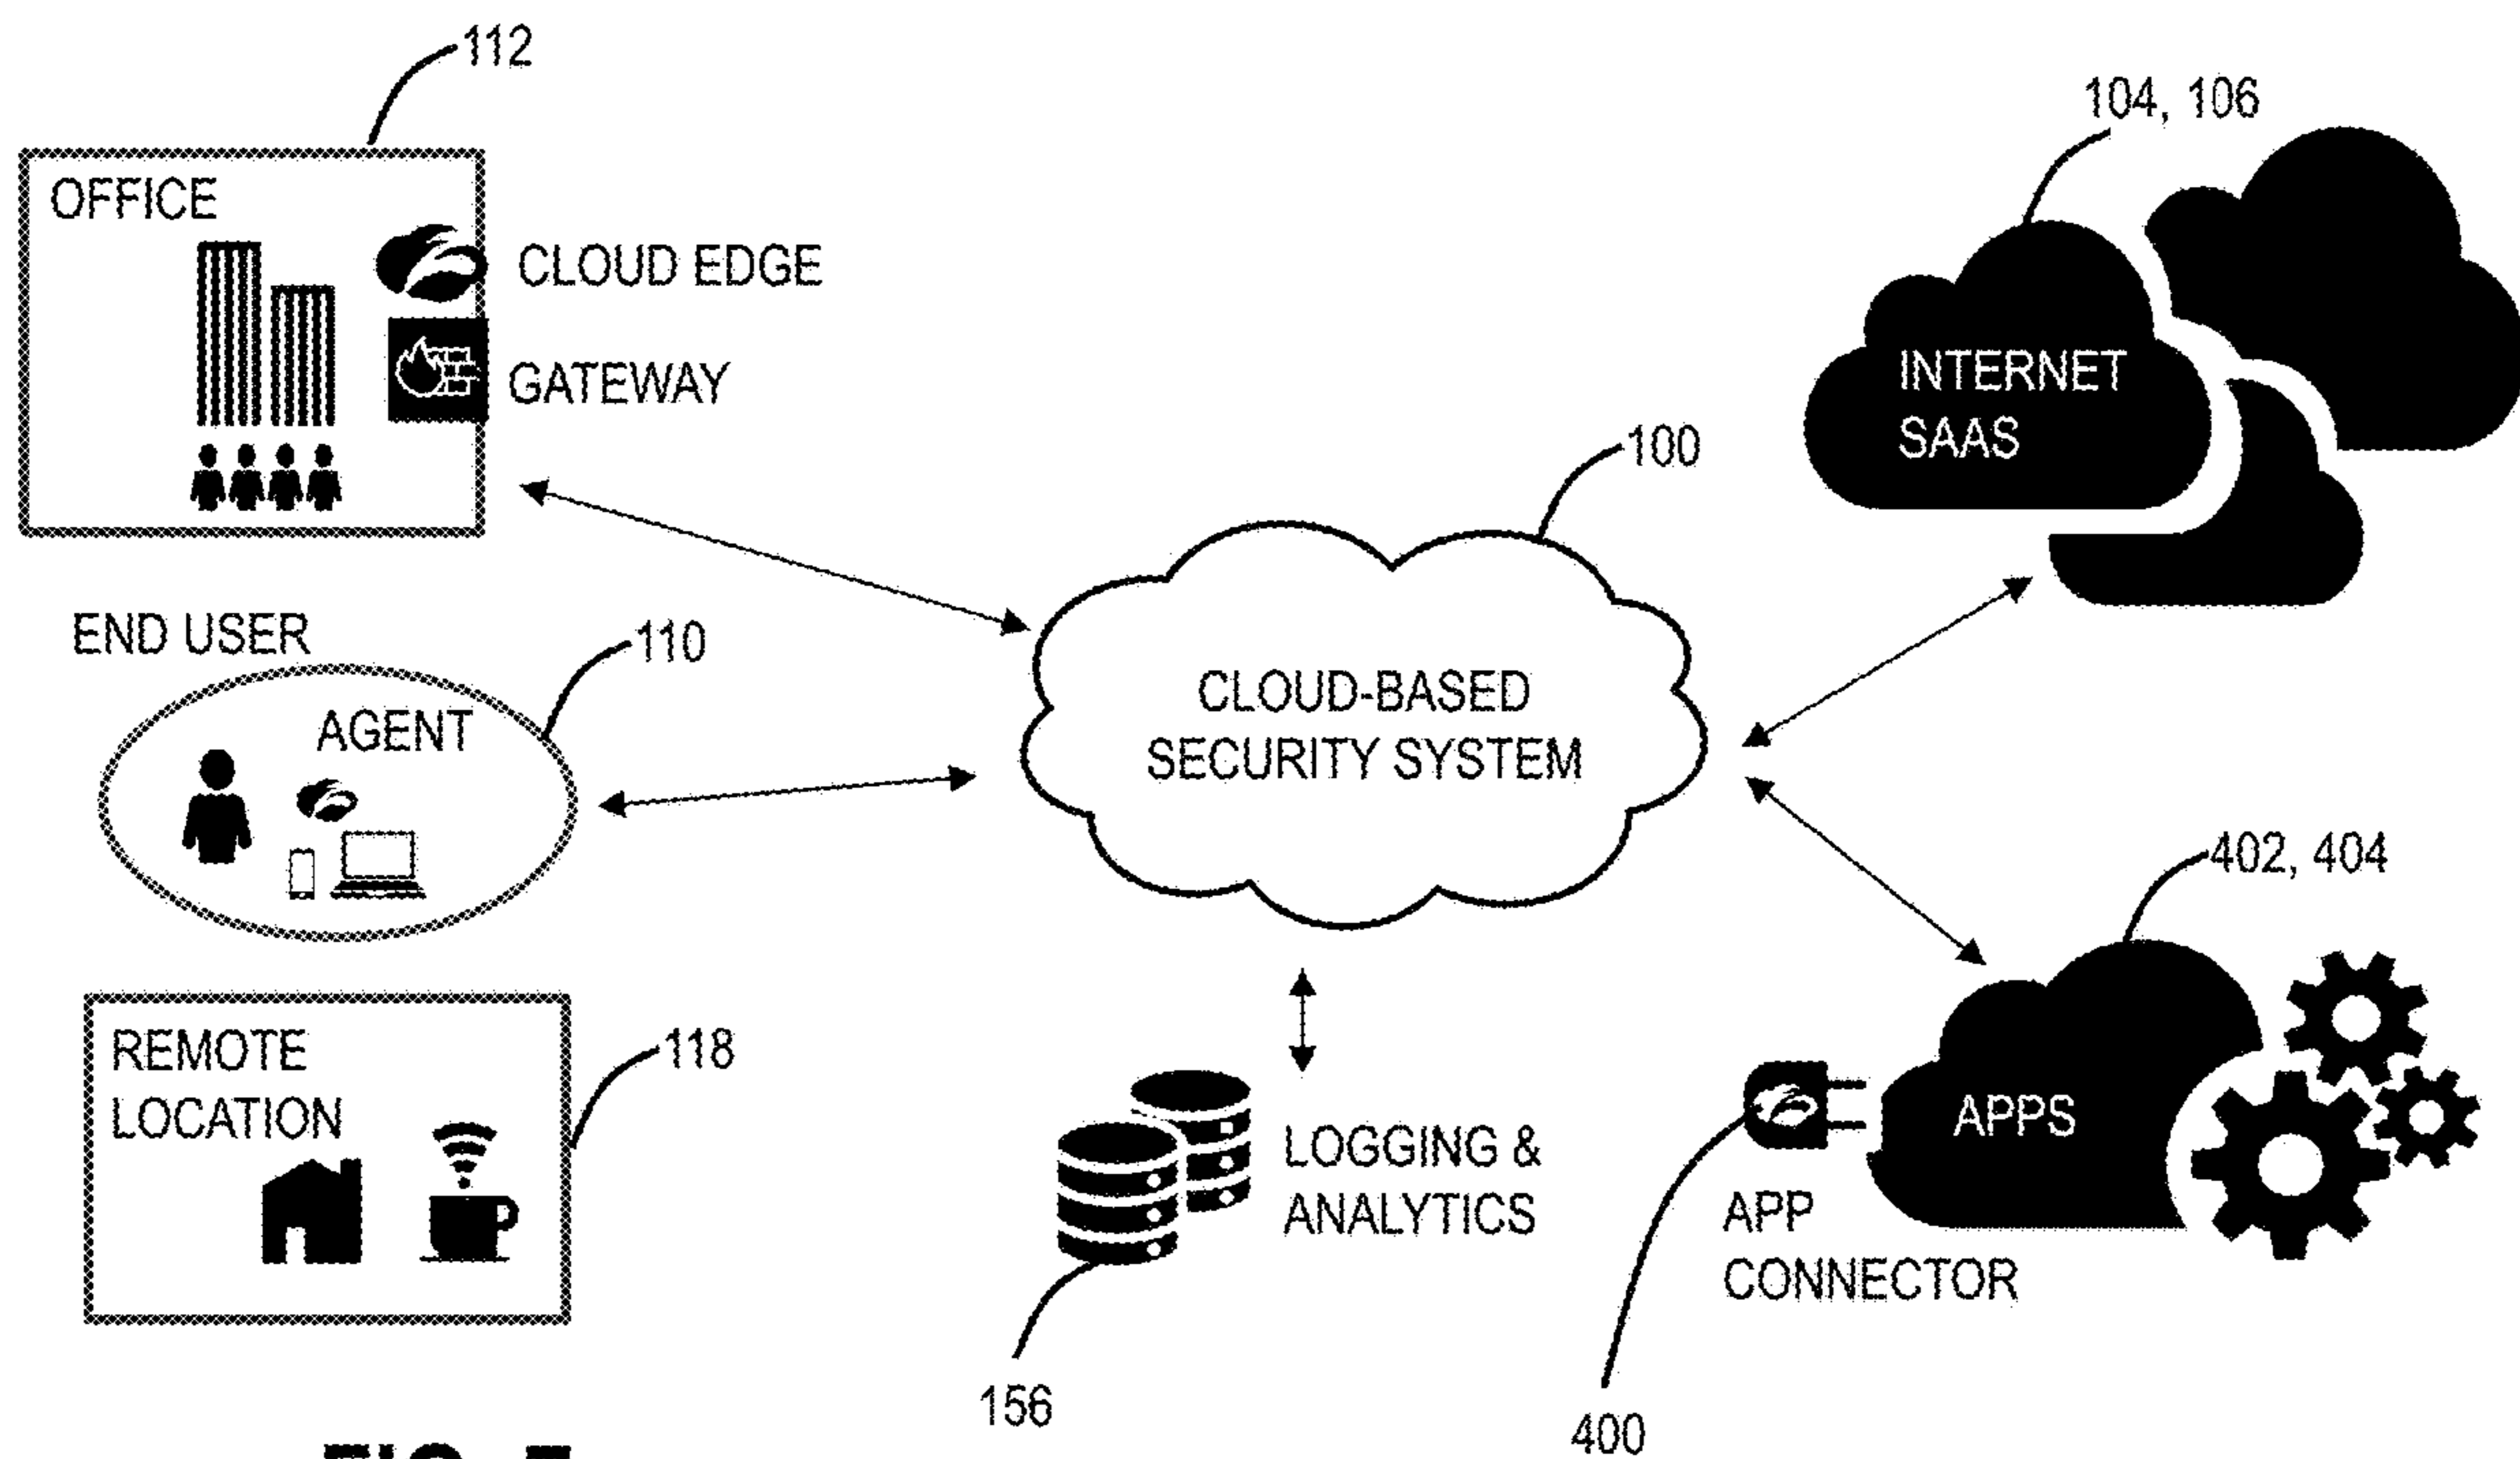 112
OFFICE
CLOUD EDGE
GATEWAY
104, 106
INTERNET
SAAS
100
CLOUD-BASED
SECURITY SYSTEM
END USER
110
AGENT
REMOTE
LOCATION
118
LOGGING &
ANALYTICS
156
402, 404
APPS
APP
CONNECTOR
400